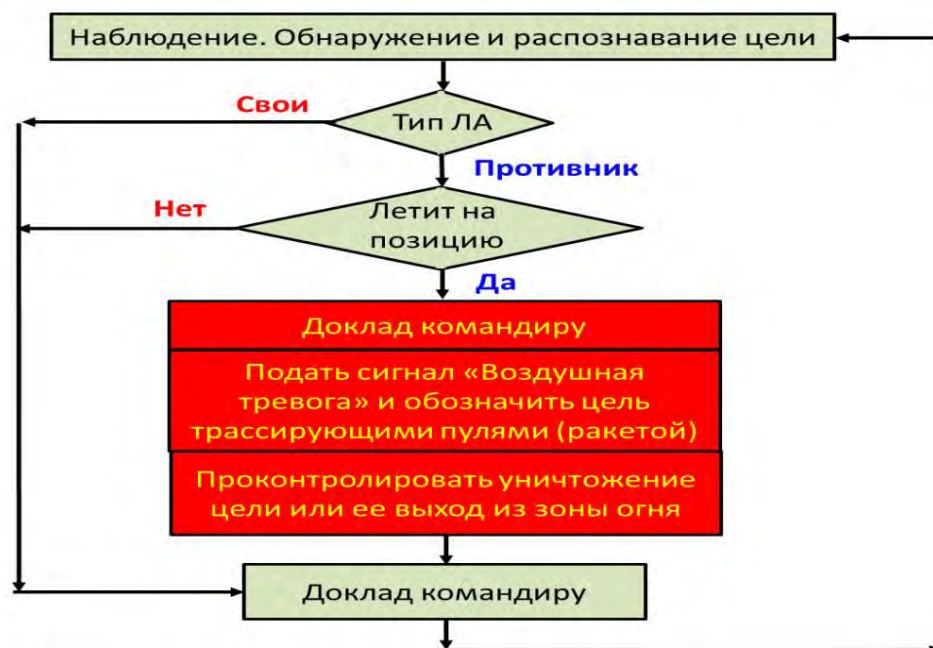 Наблюдение. Обнаружение и распознавание цели
Свои
Тип ЛА
Противник
Нет
Летит на
позицию
Да
Доклад командиру
Подать сигнал «Воздушная
тревога» и обозначить цель
трассирующими пулями (ракетой)
Проконтролировать уничтожение
цели или ее выход из зоны огня
Доклад командиру